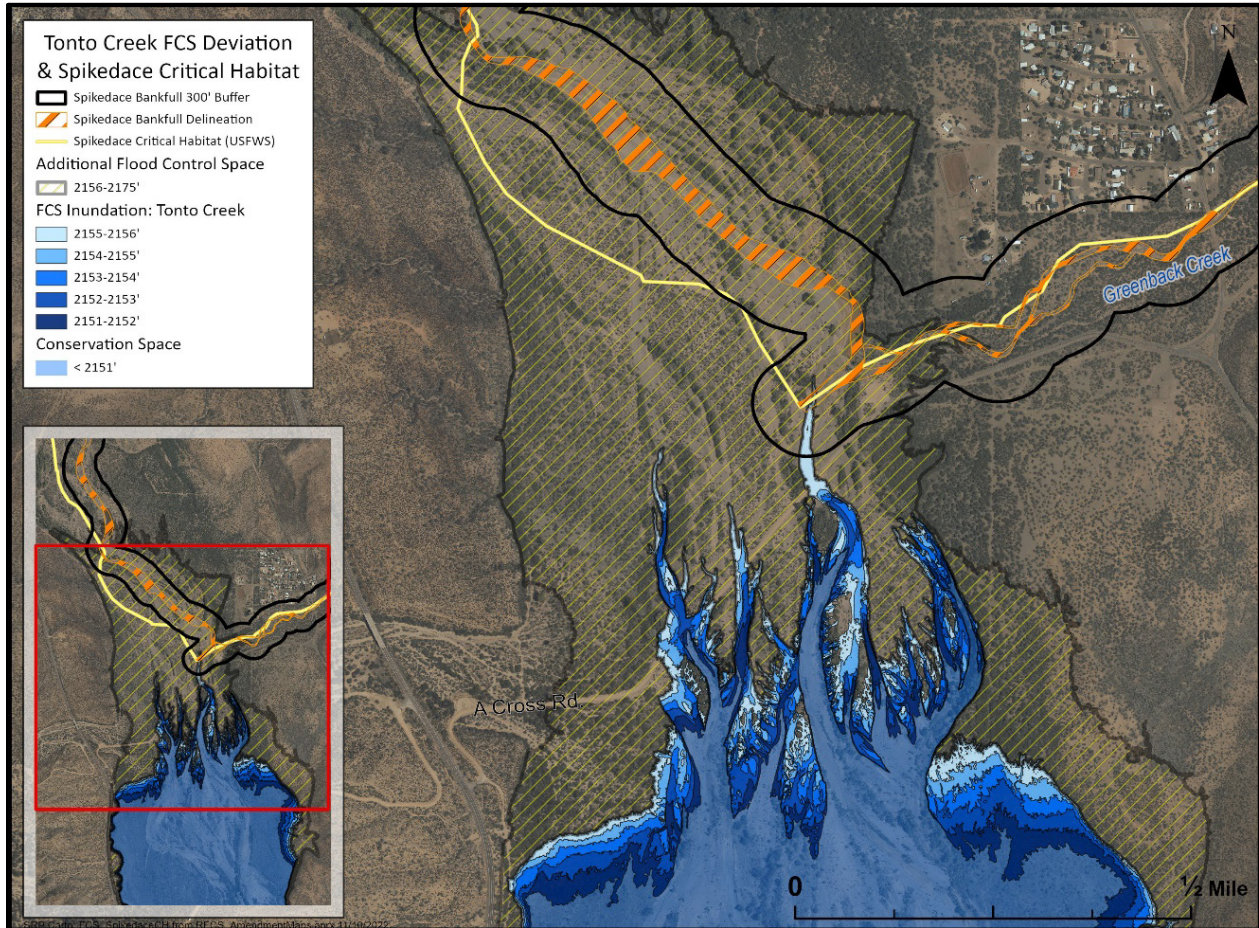 Tonto Creek FCS Deviation
& Spikedace Critical Habitat
Spikedace Bankfull 300' Buffer
Spikedace Bankfull Delineation
Spikedace Critical Habitat (USFWS)
Additional Flood Control Space
2156-2175'
FCS Inundation: Tonto Creek
2155-2156'
2154-2155'
2153-2154'
2152-2153'
2151-2152'
Conservation Space
< 2151'
N
Greenback Creek
A Cross Rd.
0
½ Mile